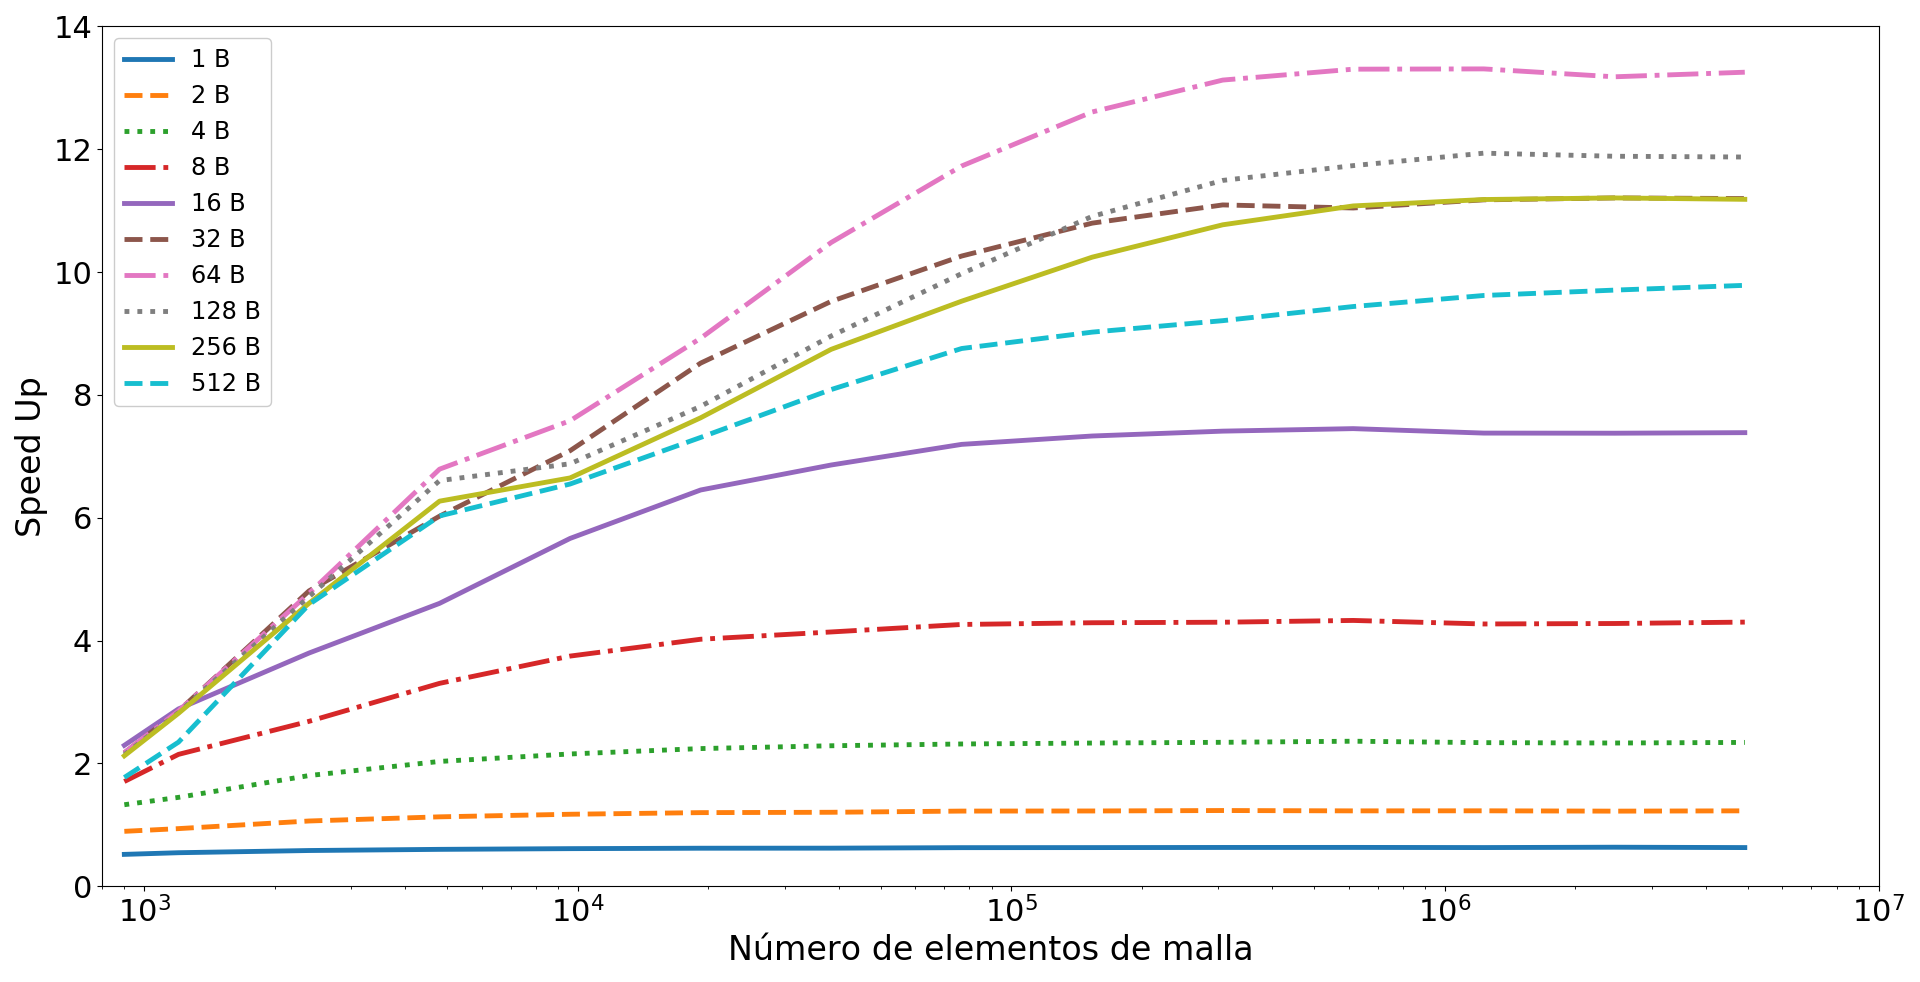 14
12
10
8
6
4
2
0
Speed Up
1 B
2 B
4 B
8 B
16 B
32 B
64 B
128 B
256 B
512 B
10³
10⁴
10⁵
10⁶
10⁷
Número de elementos de malla